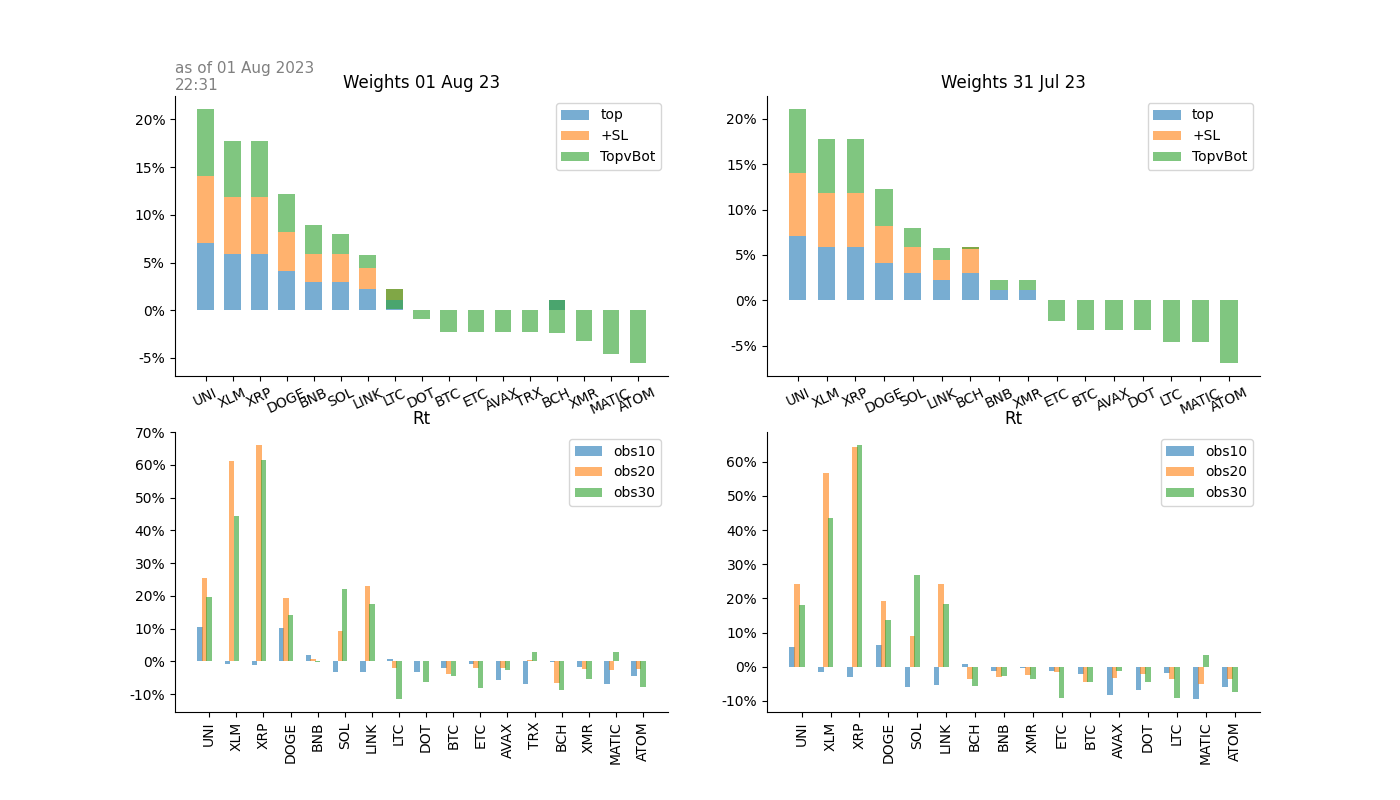 as of 01 Aug 2023
22:31
Weights 01 Aug 23
20%
15%
10%
5%
0%
-5%
top
+SL
TopvBot
UNI XLM XRP DOGE BNB SOL LINK LTC DOT BTC ETC AVAX TRX BCH XMR MATIC ATOM
Weights 31 Jul 23
20%
15%
10%
5%
0%
-5%
top
+SL
TopvBot
UNI XLM XRP DOGE SOL LINK BCH BNB XMR ETC BTC AVAX DOT LTC MATIC ATOM
Rt
70%
60%
50%
40%
30%
20%
10%
0%
-10%
obs10
obs20
obs30
UNI XLM XRP DOGE BNB SOL LINK LTC DOT BTC ETC AVAX TRX BCH XMR MATIC ATOM
Rt
60%
50%
40%
30%
20%
10%
0%
-10%
obs10
obs20
obs30
UNI XLM XRP DOGE SOL LINK BCH BNB XMR ETC BTC AVAX DOT LTC MATIC ATOM